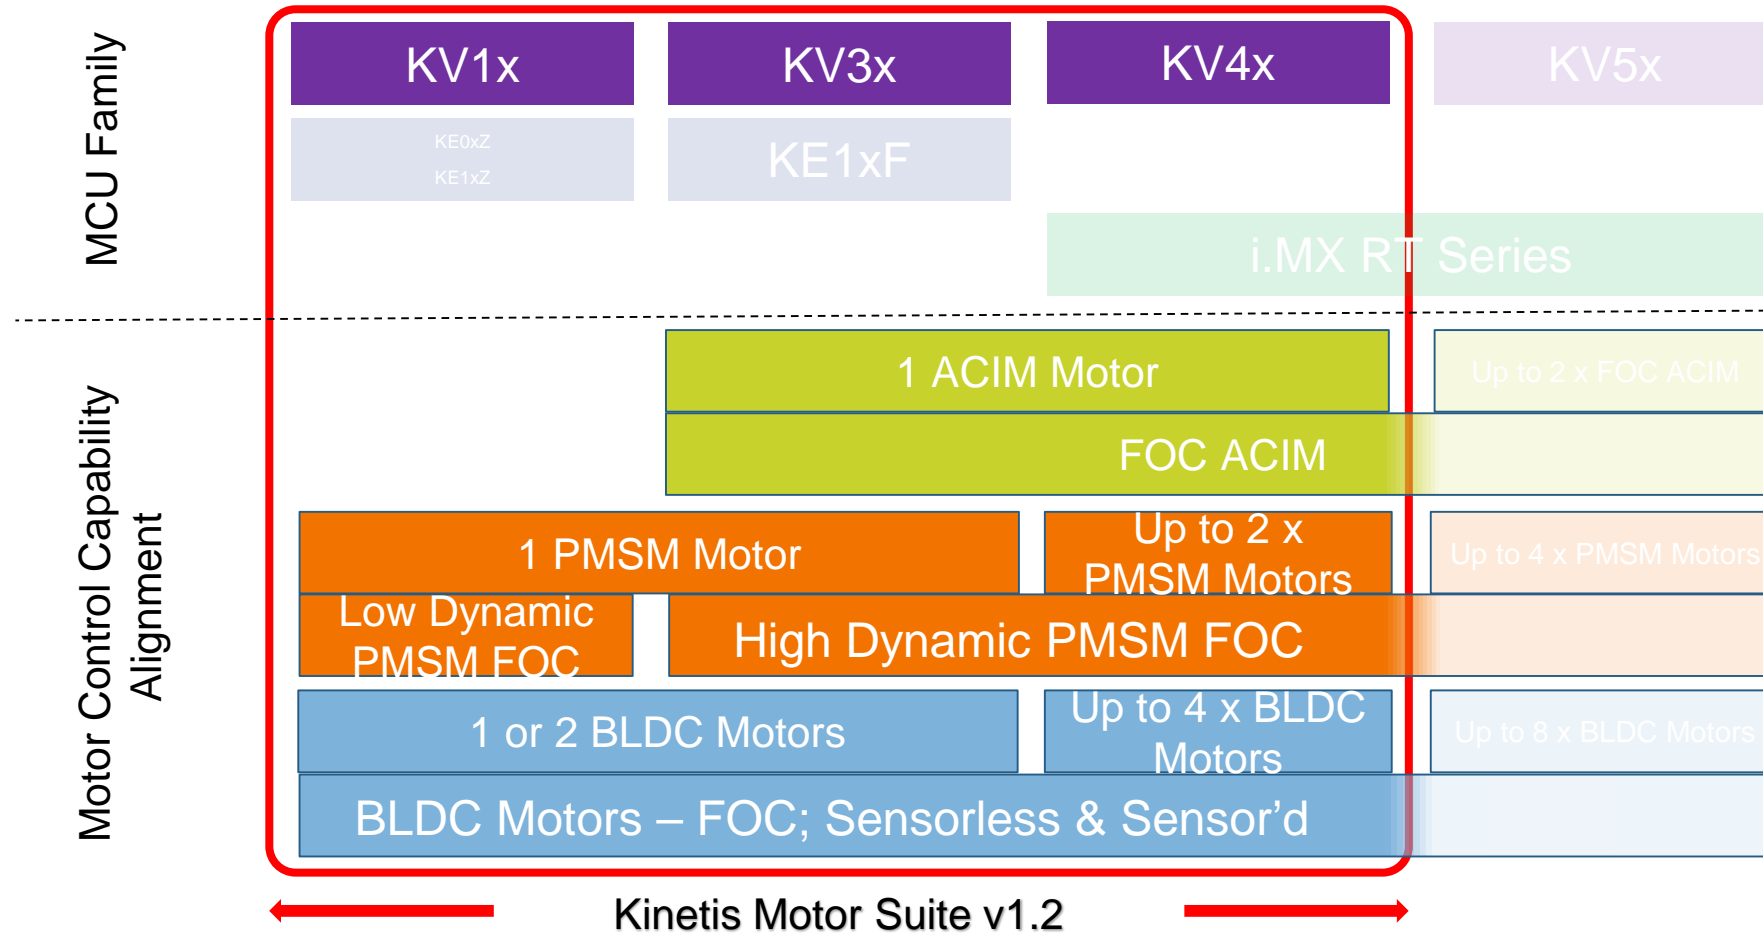 MCU Family
KV1x
KV3x
KV4x
KV5x
KE0xZ
KE1xZ
KE1xF
i.MX RT Series
Motor Control Capability
Alignment
1 ACIM Motor
Up to 2 x FOC ACIM
FOC ACIM
1 PMSM Motor
Up to 2 x
PMSM Motors
Up to 4 x PMSM Motors
Low Dynamic
PMSM FOC
High Dynamic PMSM FOC
1 or 2 BLDC Motors
Up to 4 x BLDC
Motors
Up to 8 x BLDC Motors
BLDC Motors – FOC; Sensorless & Sensor’d
Kinetis Motor Suite v1.2